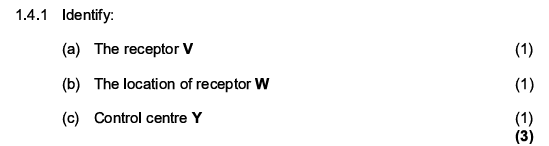 1.4.1 Identify:
(a) The receptor V (1)
(b) The location of receptor W (1)
(c) Control centre Y (1)
(3)